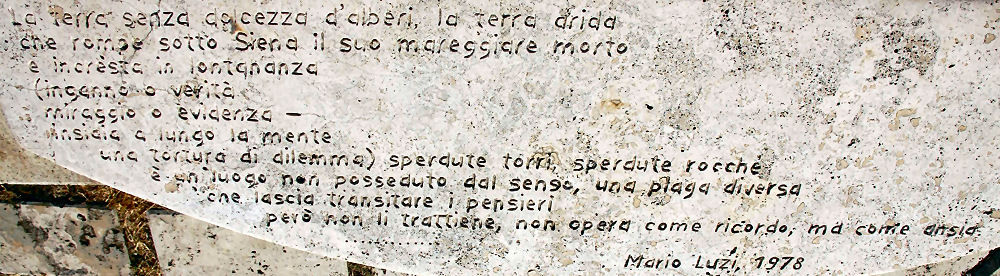 La terra senza dolcezza d'alberi, la terra arida
che rompe sotto Siena il suo mareggiare morto
e incresta in lontananza
(inganno o verità
miraggio o evidenza —
ansiaia a lungo la mente
una tortura di dilemma) sperdute torri, sperdute rocche
è un luogo non posseduto dal senso, una plaga diversa
che lascia transitare i pensieri
però non li trattiene, non opera come ricordo, ma come ansia.
............
Mario Luzi, 1978